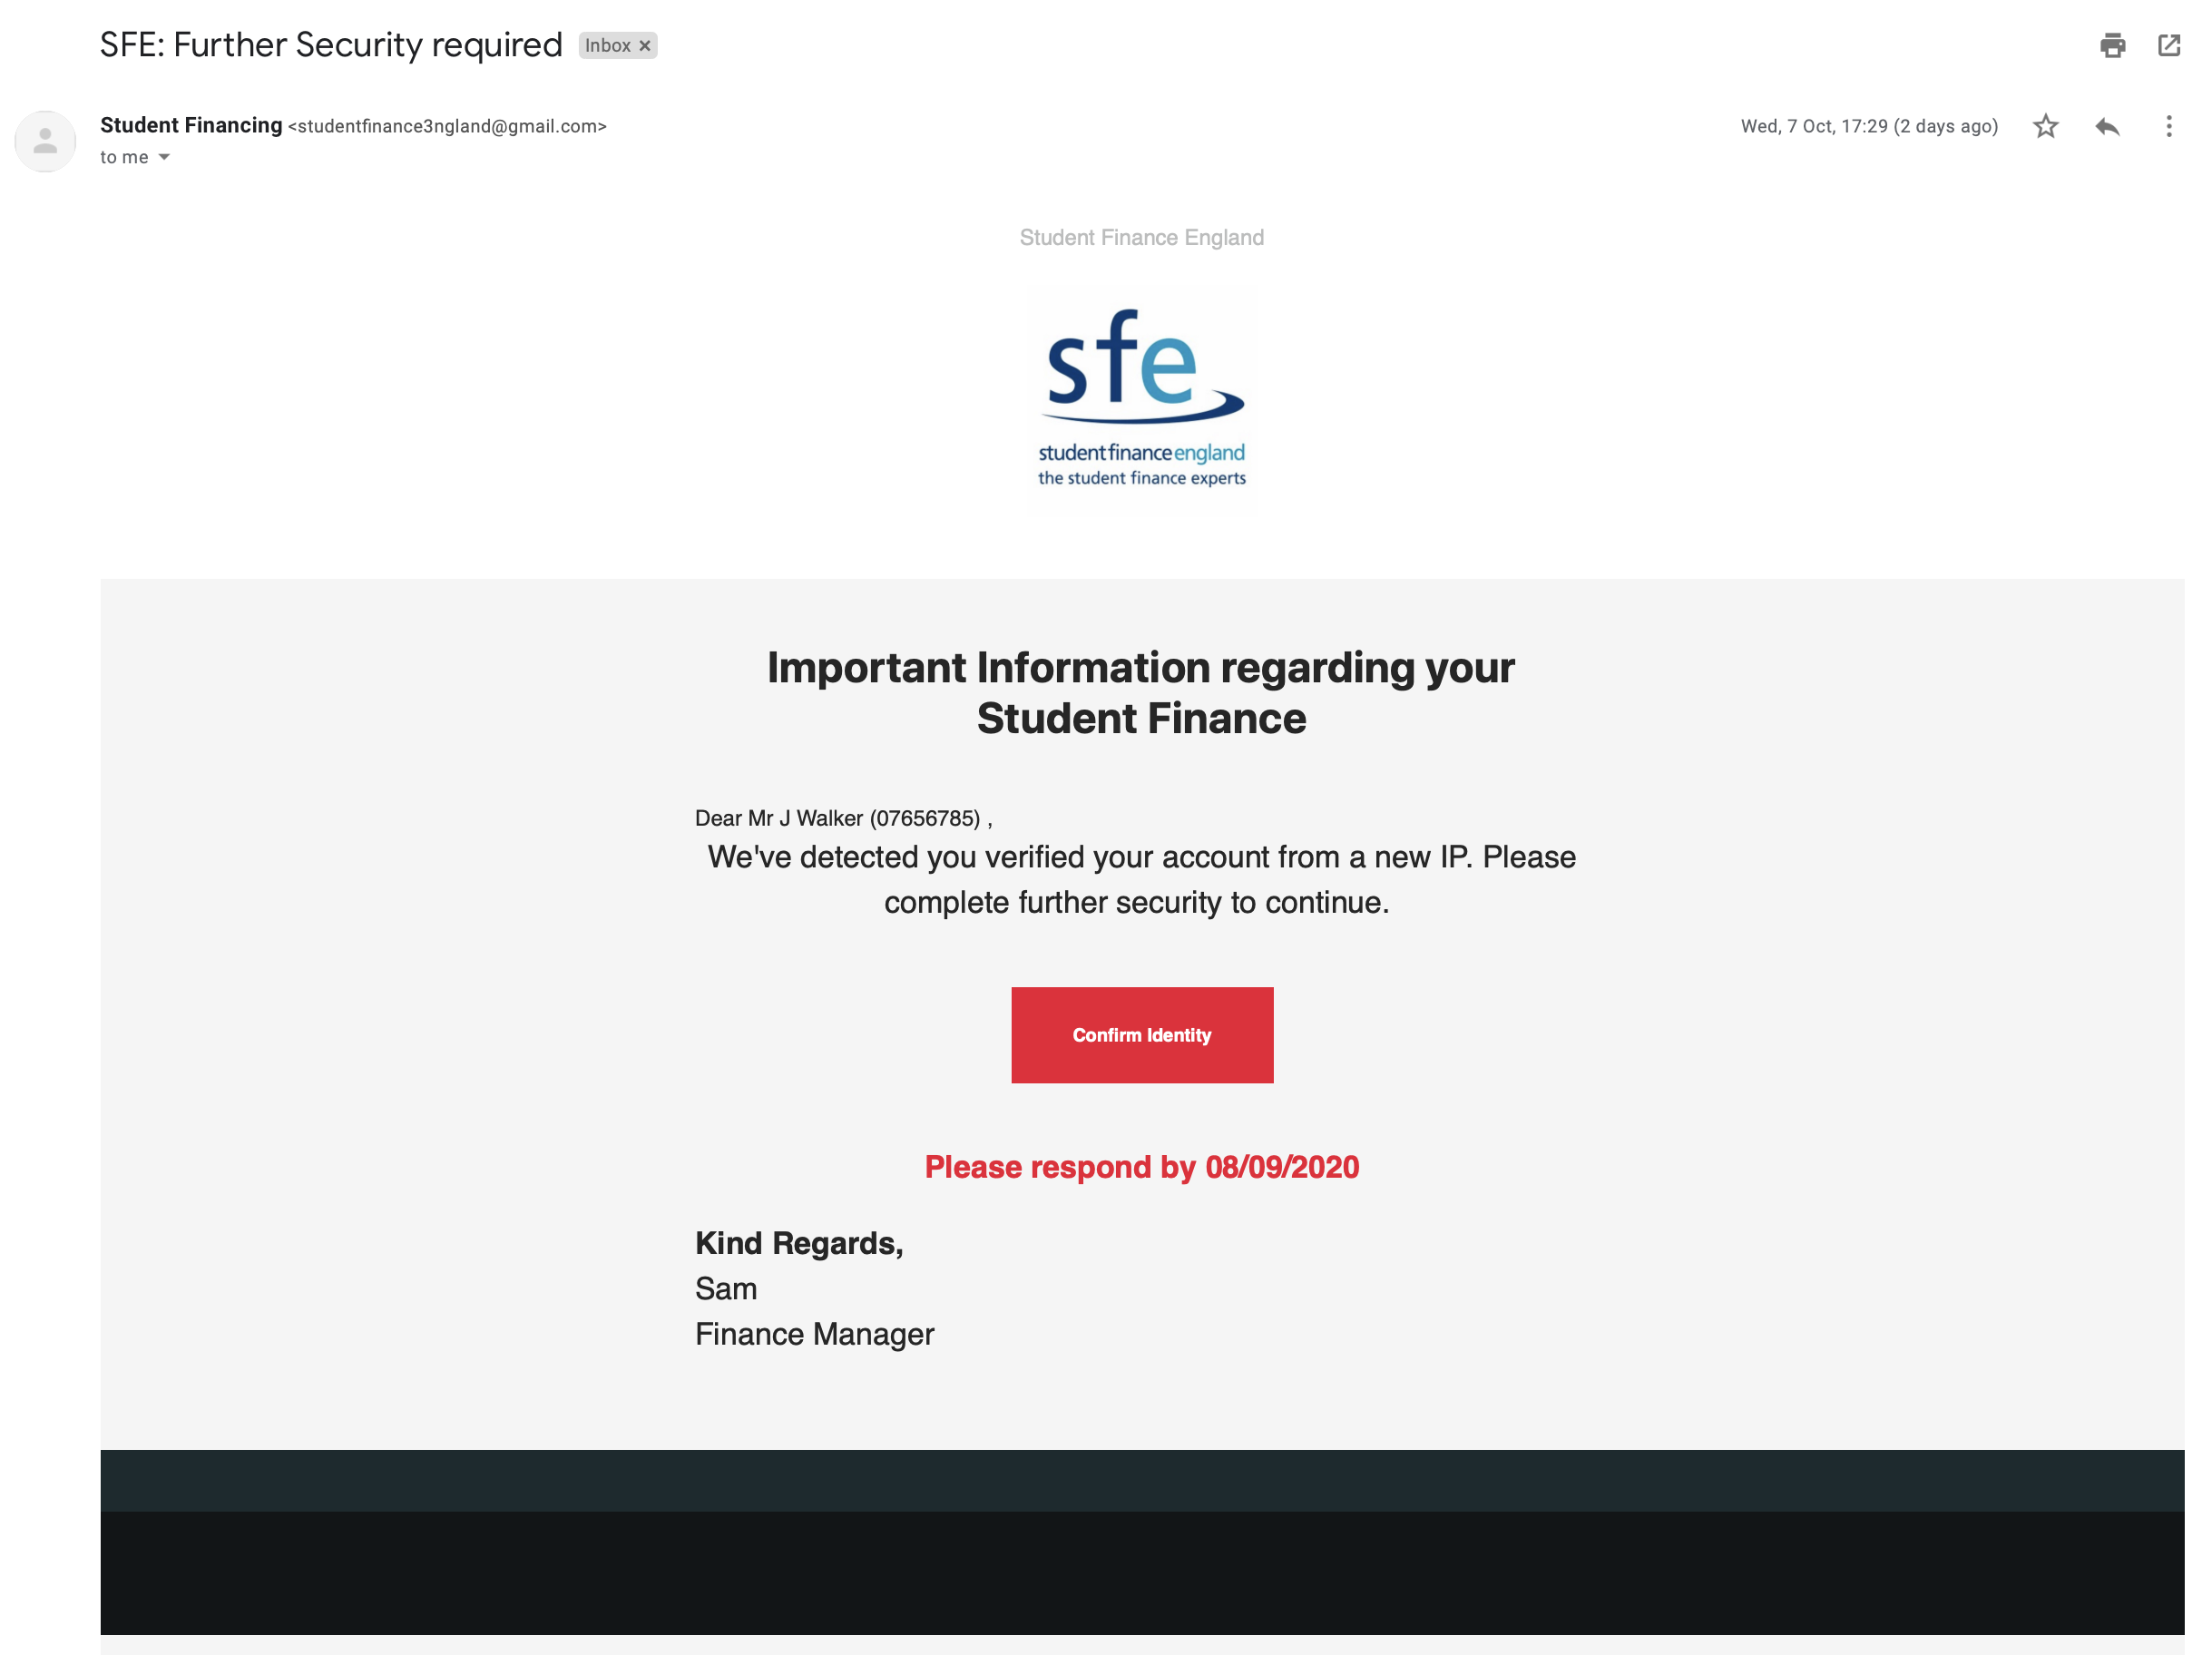 SFE: Further Security required Inbox x
Student Financing <studentfinance3ngland@gmail.com> Wed, 7 Oct, 17:29 (2 days ago)
to me
Student Finance England
sfe
studentfinanceengland
the student finance experts
Important Information regarding your
Student Finance
Dear Mr J Walker (07656785) ,
We've detected you verified your account from a new IP. Please
complete further security to continue.
Confirm Identity
Please respond by 08/09/2020
Kind Regards,
Sam
Finance Manager